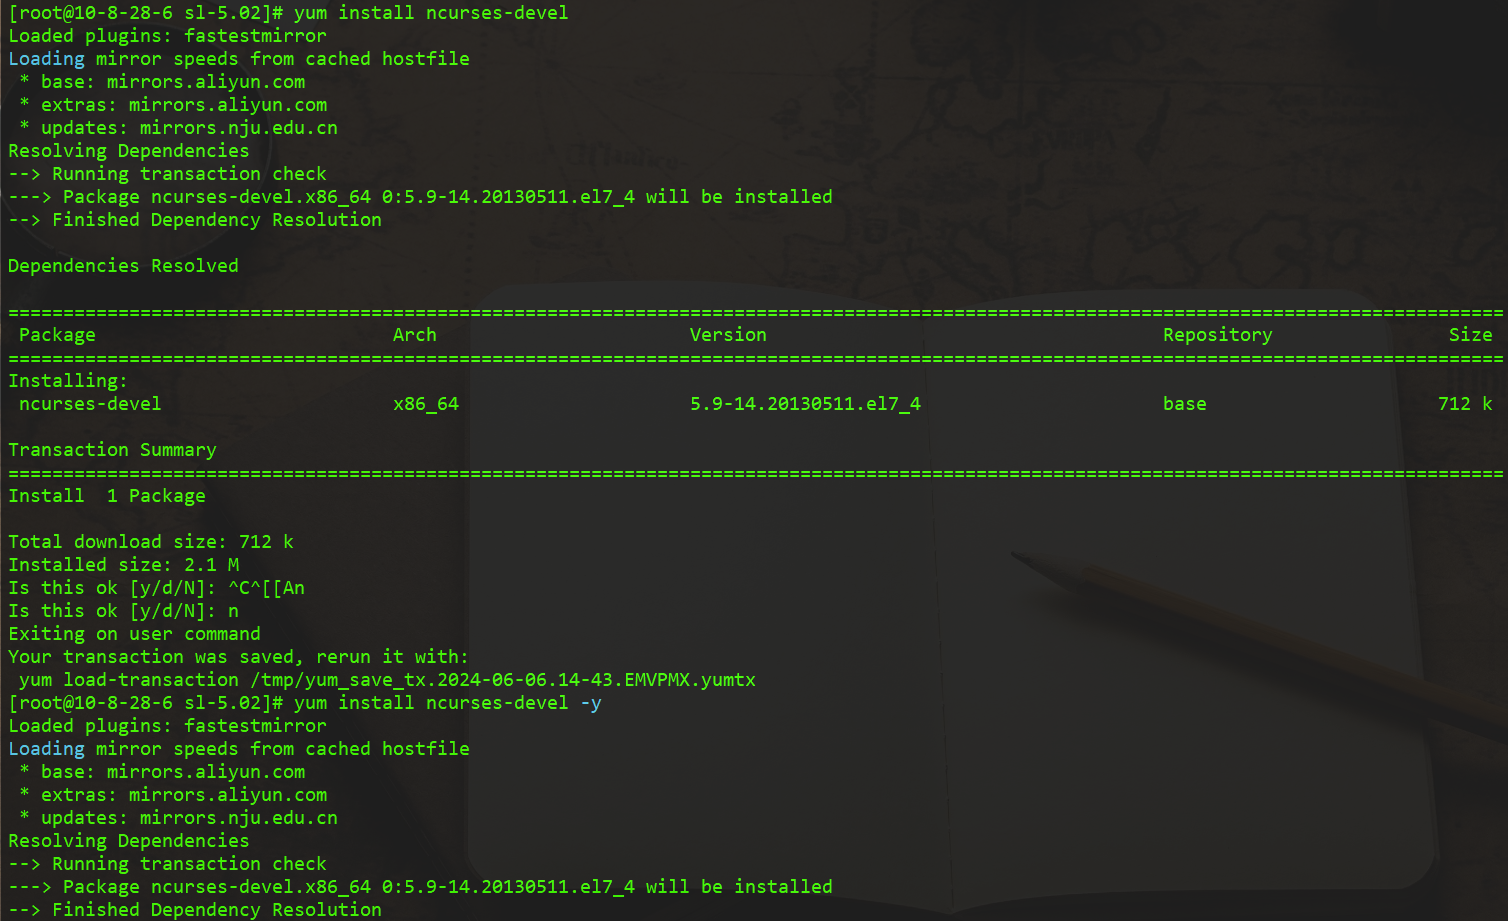 [root@10-8-28-6 sl-5.02]# yum install ncurses-devel
Loaded plugins: fastestmirror
Loading mirror speeds from cached hostfile
 * base: mirrors.aliyun.com
 * extras: mirrors.aliyun.com
 * updates: mirrors.nju.edu.cn
Resolving Dependencies
--> Running transaction check
---> Package ncurses-devel.x86_64 0:5.9-14.20130511.el7_4 will be installed
--> Finished Dependency Resolution
Dependencies Resolved
========================================================================================================================================
Package Arch Version Repository Size
========================================================================================================================================
Installing:
 ncurses-devel x86_64 5.9-14.20130511.el7_4 base 712 k
Transaction Summary
========================================================================================================================================
Install  1 Package
Total download size: 712 k
Installed size: 2.1 M
Is this ok [y/d/N]: ^C^[[An
Is this ok [y/d/N]: n
Exiting on user command
Your transaction was saved, rerun it with:
 yum load-transaction /tmp/yum_save_tx.2024-06-06.14-43.EMVPMX.yumtx
[root@10-8-28-6 sl-5.02]# yum install ncurses-devel -y
Loaded plugins: fastestmirror
Loading mirror speeds from cached hostfile
 * base: mirrors.aliyun.com
 * extras: mirrors.aliyun.com
 * updates: mirrors.nju.edu.cn
Resolving Dependencies
--> Running transaction check
---> Package ncurses-devel.x86_64 0:5.9-14.20130511.el7_4 will be installed
--> Finished Dependency Resolution